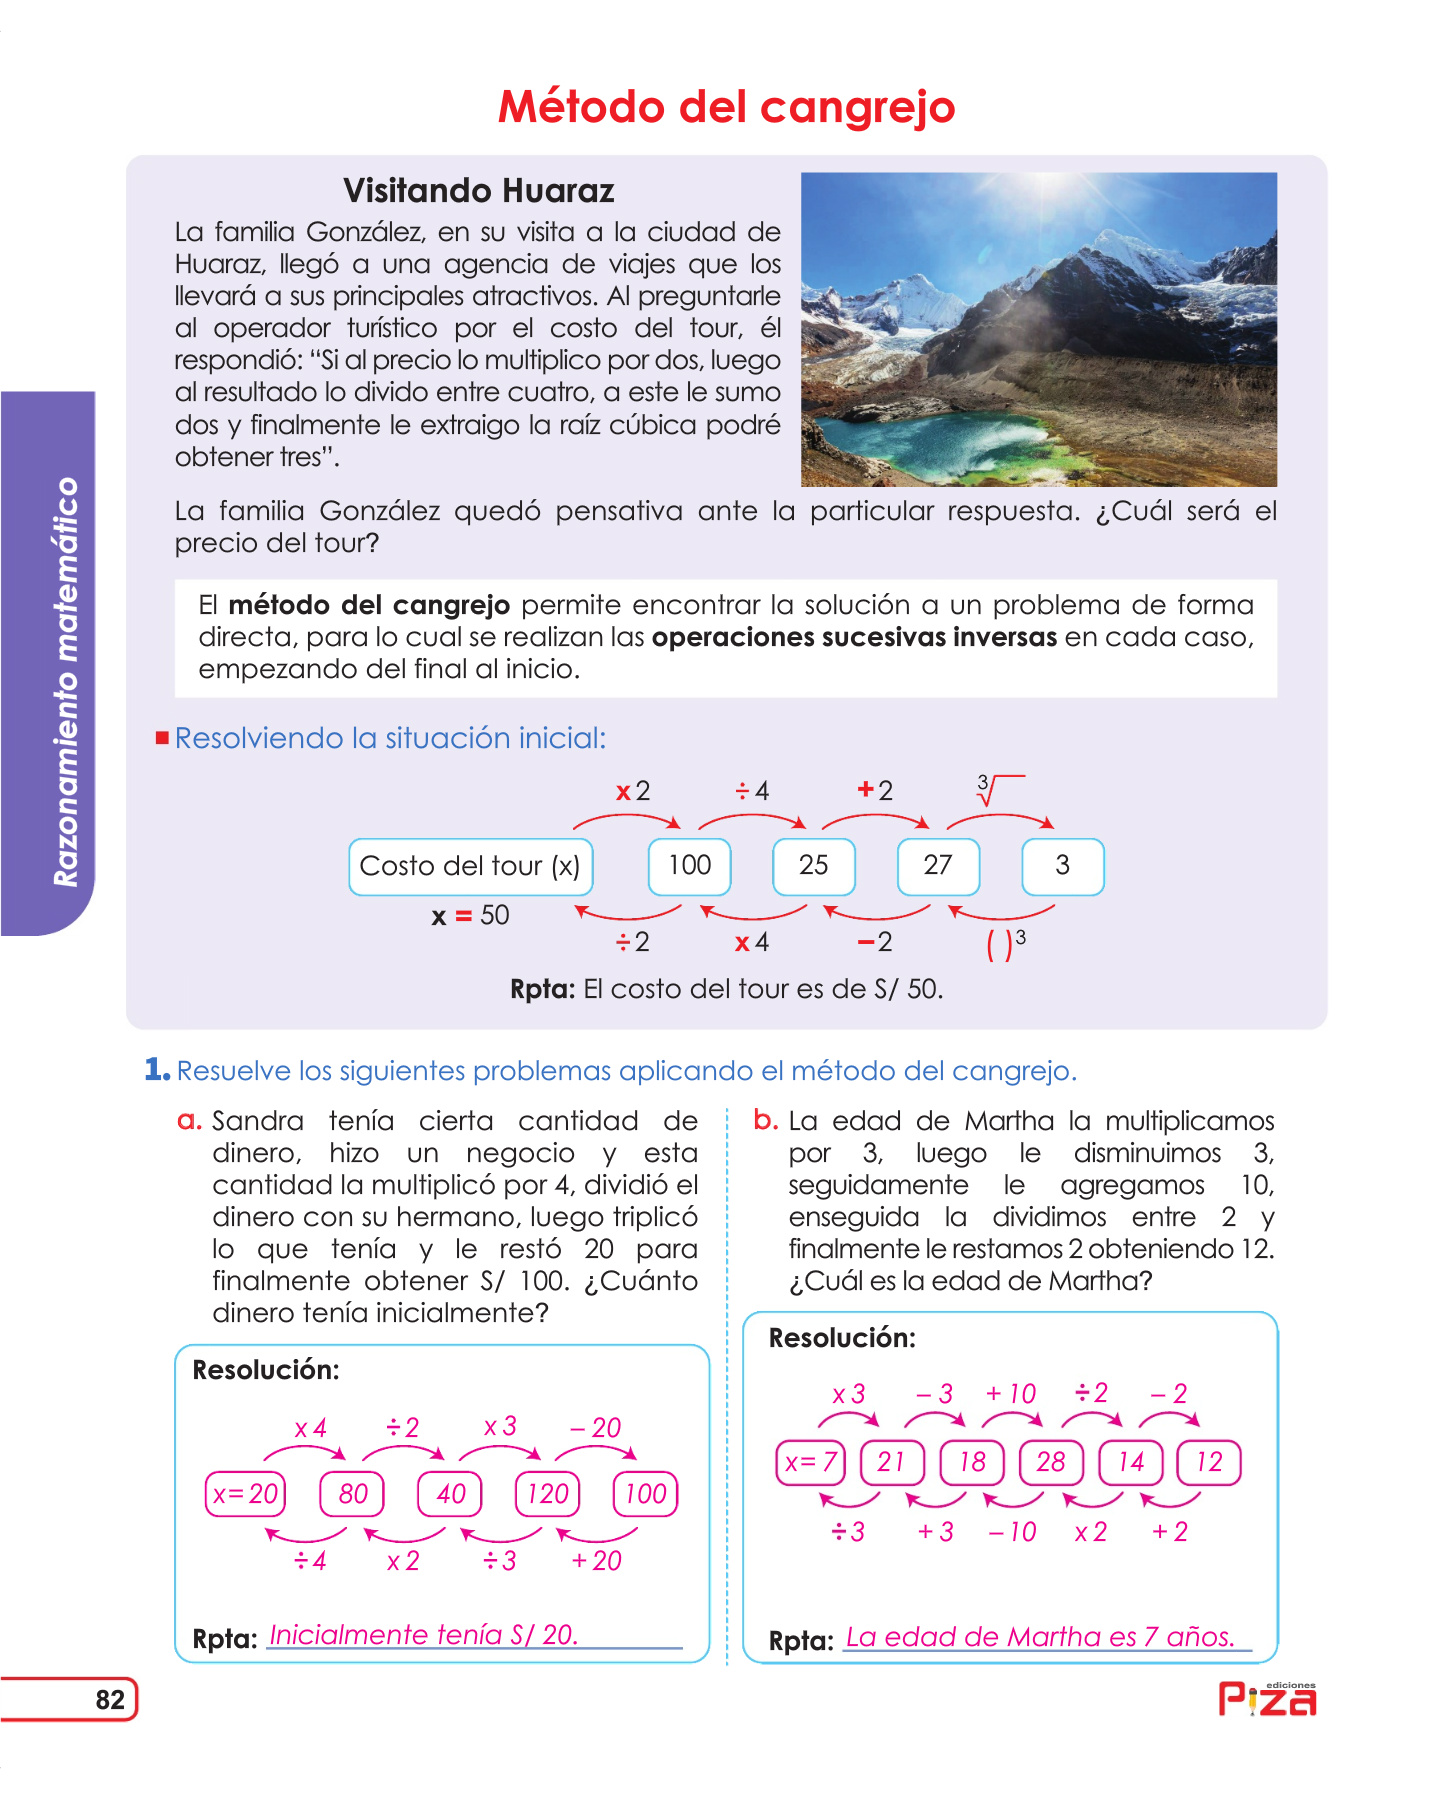 Método del cangrejo
Visitando Huaraz
La familia González, en su visita a la ciudad de
Huaraz, llegó a una agencia de viajes que los
llevará a sus principales atractivos. Al preguntarle
al operador turístico por el costo del tour, él
respondió: “Si al precio lo multiplico por dos, luego
al resultado lo divido entre cuatro, a este le sumo
dos y finalmente le extraigo la raíz cúbica podré
obtener tres”.
La familia González quedó pensativa ante la particular respuesta. ¿Cuál será el
precio del tour?
El método del cangrejo permite encontrar la solución a un problema de forma
directa, para lo cual se realizan las operaciones sucesivas inversas en cada caso,
empezando del final al inicio.
Razonamiento matemático
Resolviendo la situación inicial:
x 2 ÷ 4 + 2 ³√
Costo del tour (x) 100 25 27 3
x = 50
÷ 2 x 4 – 2 ( )³
Rpta: El costo del tour es de S/ 50.
1. Resuelve los siguientes problemas aplicando el método del cangrejo.
a. Sandra tenía cierta cantidad de
dinero, hizo un negocio y esta
cantidad la multiplicó por 4, dividió el
dinero con su hermano, luego triplicó
lo que tenía y le restó 20 para
finalmente obtener S/ 100. ¿Cuánto
dinero tenía inicialmente?
Resolución:
x 4 ÷ 2 x 3 – 20
x = 20 80 40 120 100
÷ 4 x 2 ÷ 3 + 20
Rpta: Inicialmente tenía S/ 20.
b. La edad de Martha la multiplicamos
por 3, luego le disminuimos 3,
seguidamente le agregamos 10,
enseguida la dividimos entre 2 y
finalmente le restamos 2 obteniendo 12.
¿Cuál es la edad de Martha?
Resolución:
x 3 – 3 + 10 ÷ 2 – 2
x = 7 21 18 28 14 12
÷ 3 + 3 – 10 x 2 + 2
Rpta: La edad de Martha es 7 años.
82
ediciones
Piza